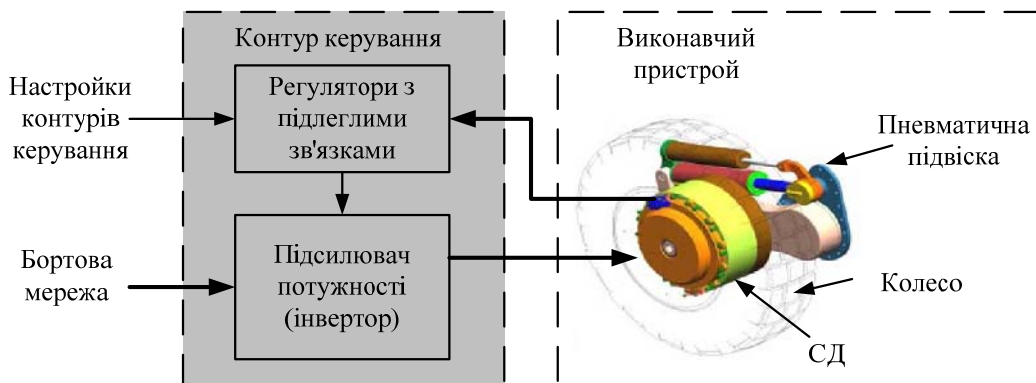 Контур керування
Виконавчий
пристрой
Настройки
контурів
керування
Регулятори з
підлеглими
зв'язками
Пневматична
підвіска
Бортова
мережа
Підсилювач
потужності
(інвертор)
Колесо
СД